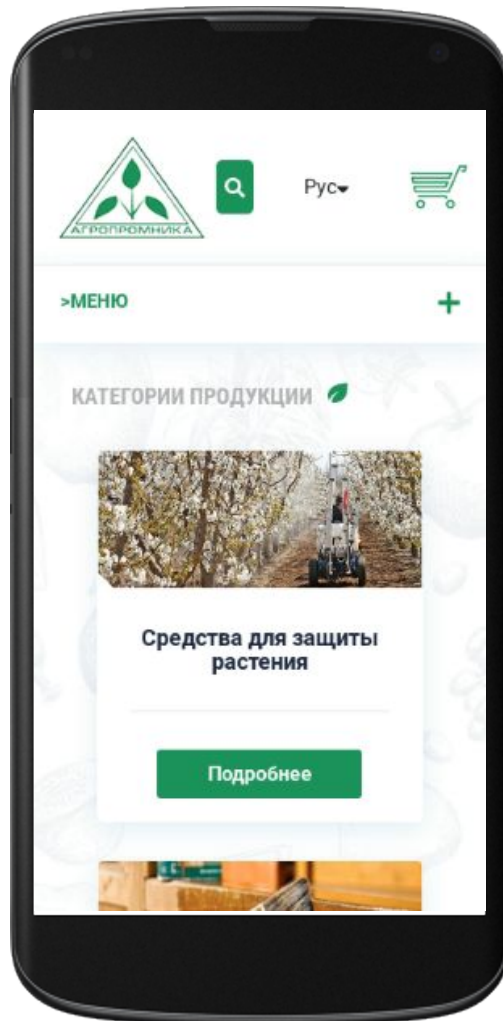 АГРОПРОМНИКА
Рус
>МЕНЮ
+
КАТЕГОРИИ ПРОДУКЦИИ
Средства для защиты
растения
Подробнее